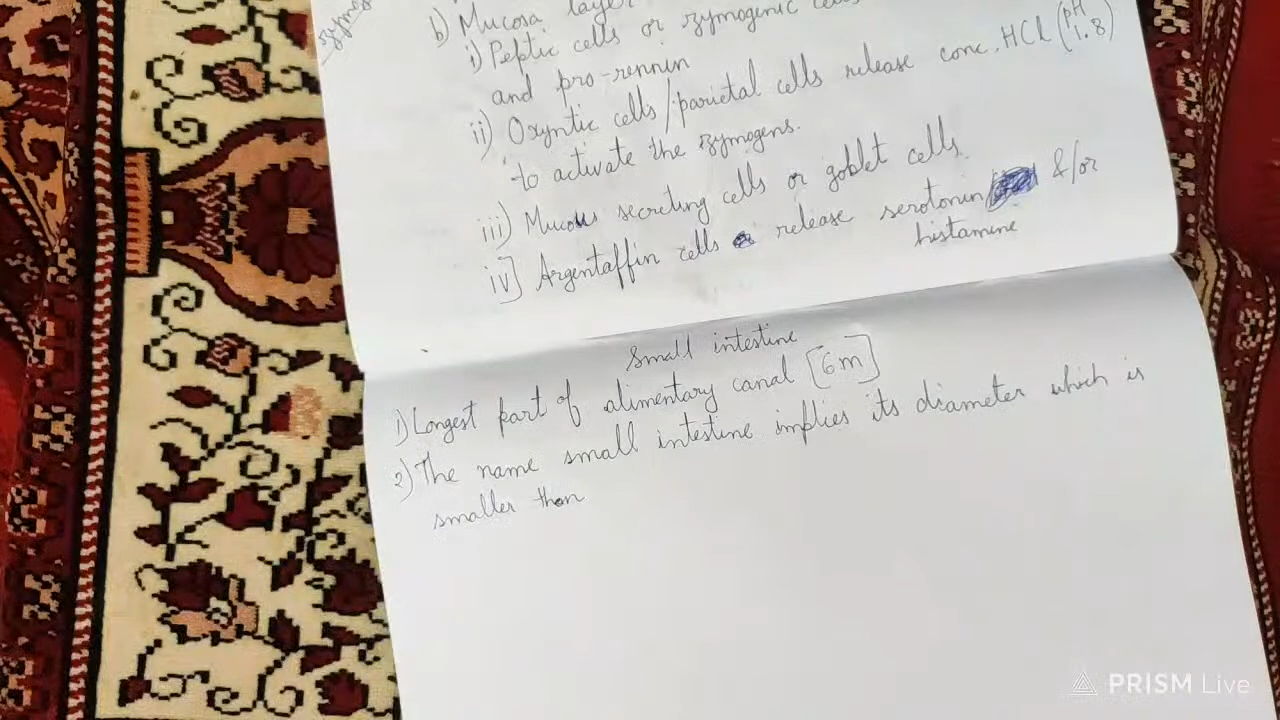 zymog
b) Mucosa layer
i) Peptic cells or zymogenic cells
and pro-rennin
ii) Oxyntic cells/parietal cells release conc. HCl (pH 1.8)
to activate the zymogens.
iii) Mucous secreting cells or goblet cells.
iv] Argentaffin cells release serotonin &/or
histamine
Small intestine
1) Longest part of alimentary canal [6m]
2) The name small intestine implies its diameter which is
smaller than
PRISM Live